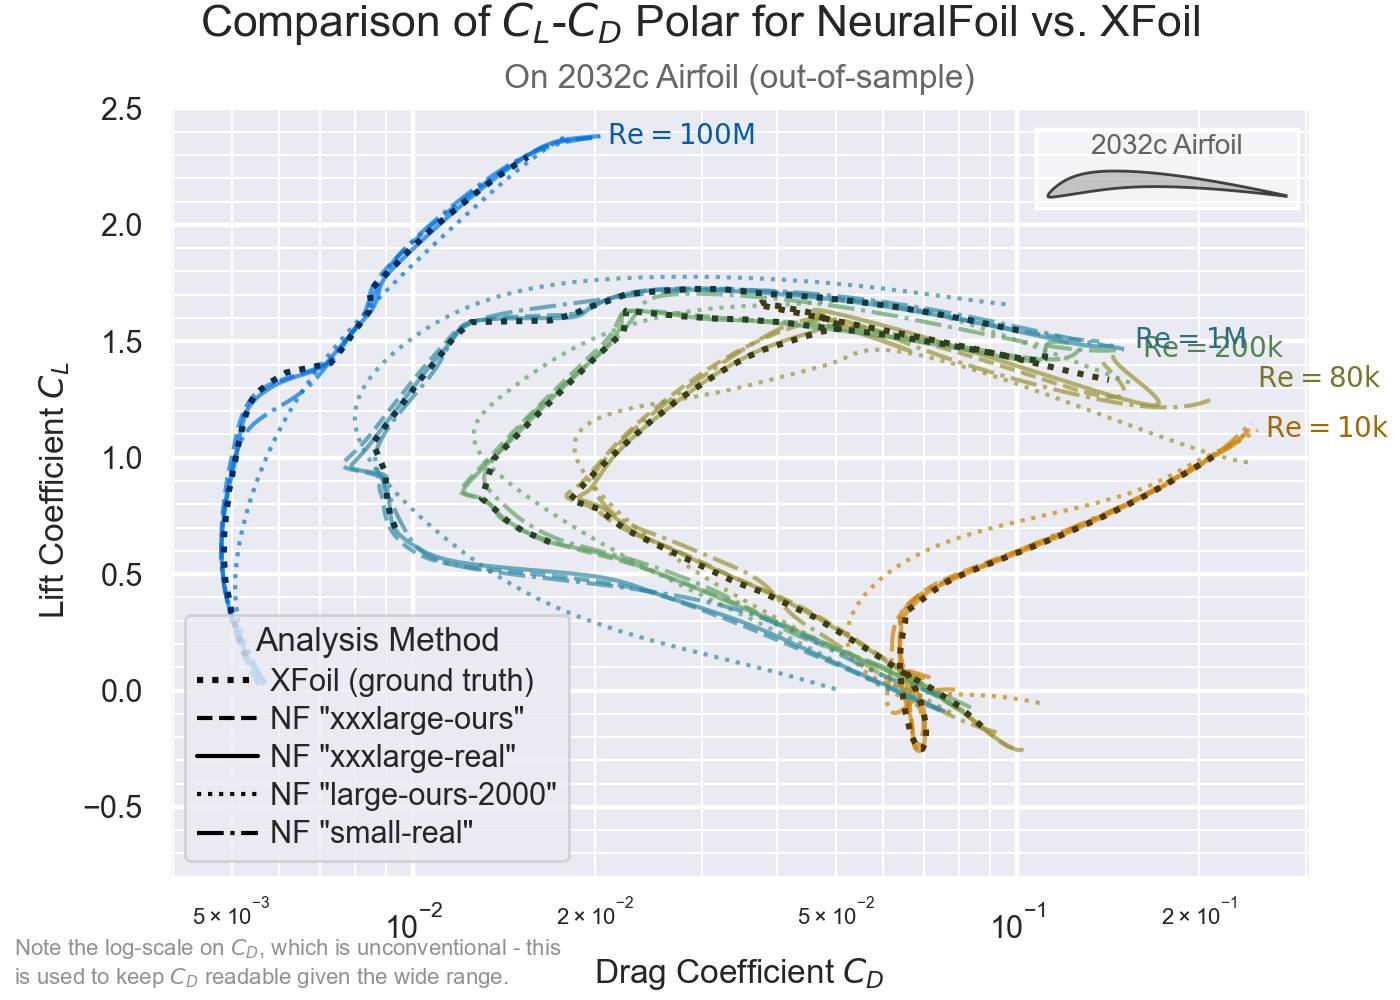 Comparison of C_L-C_D Polar for NeuralFoil vs. XFoil
On 2032c Airfoil (out-of-sample)
2.5
2.0
1.5
1.0
0.5
0.0
−0.5
Lift Coefficient C_L
Re = 100M
2032c Airfoil
Re = 1M
Re = 200k
Re = 80k
Re = 10k
Analysis Method
XFoil (ground truth)
NF "xxxlarge-ours"
NF "xxxlarge-real"
NF "large-ours-2000"
NF "small-real"
5 × 10⁻³
10⁻²
2 × 10⁻²
5 × 10⁻²
10⁻¹
2 × 10⁻¹
Drag Coefficient C_D
Note the log-scale on C_D, which is unconventional - this
is used to keep C_D readable given the wide range.